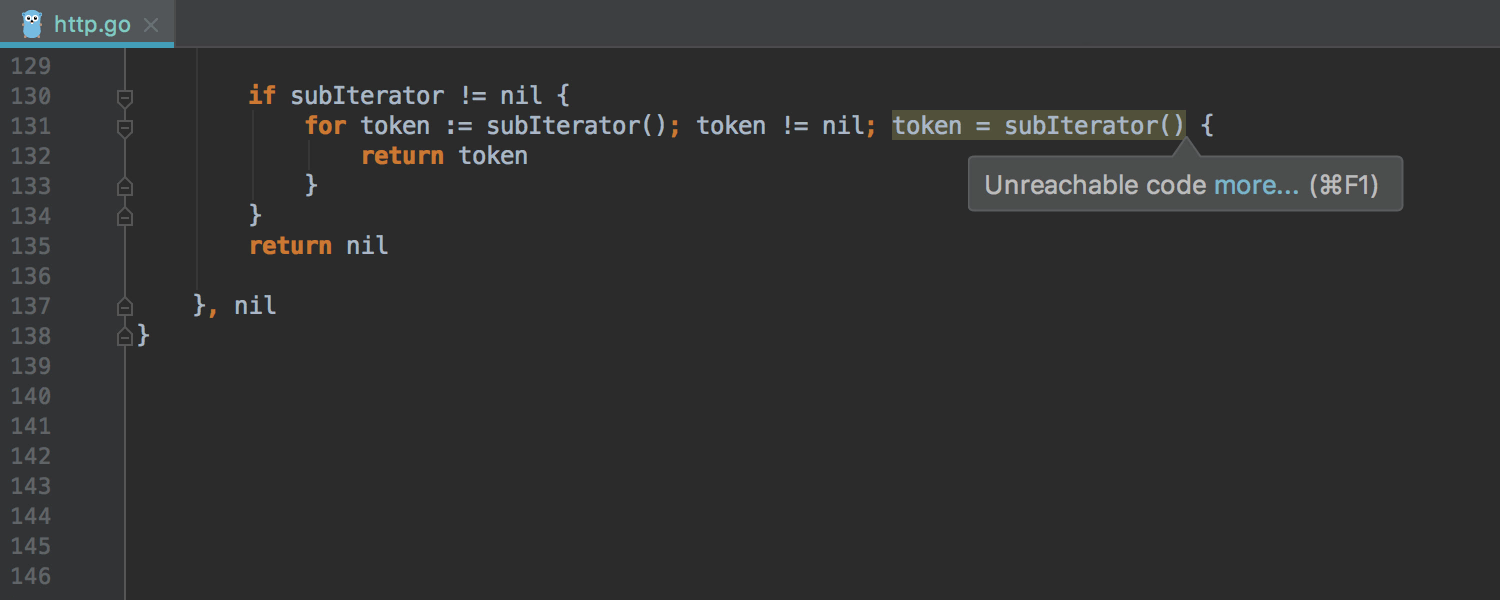 http.go
129
130 if subIterator != nil {
131 for token := subIterator(); token != nil; token = subIterator() {
132 return token
133 }
Unreachable code more... (⌘F1)
134 }
135 return nil
136
137 }, nil
138 }
139
140
141
142
143
144
145
146